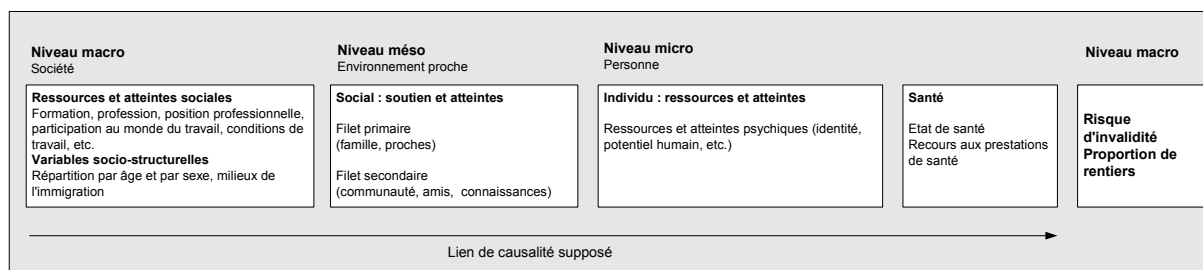 Niveau macro
Société
Ressources et atteintes sociales
Formation, profession, position professionnelle,
participation au monde du travail, conditions de
travail, etc.
Variables socio-structurelles
Répartition par âge et par sexe, milieux de
l'immigration
Niveau méso
Environnement proche
Social : soutien et atteintes
Filet primaire
(famille, proches)
Filet secondaire
(communauté, amis, connaissances)
Niveau micro
Personne
Individu : ressources et atteintes
Ressources et atteintes psychiques (identité,
potentiel humain, etc.)
Santé
Etat de santé
Recours aux prestations
de santé
Niveau macro
Risque
d'invalidité
Proportion de
rentiers
Lien de causalité supposé